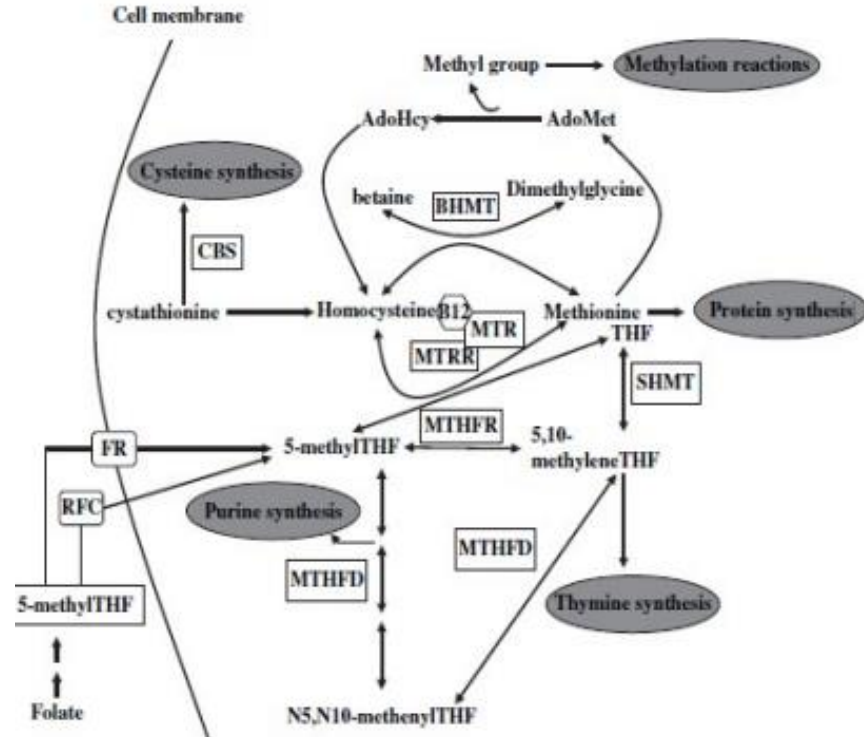 Cell membrane
Methyl group
Methylation reactions
AdoHcy
AdoMet
Cysteine synthesis
betaine
BHMT
Dimethylglycine
CBS
cystathionine
Homocysteine
B12
MTR
Methionine
THF
Protein synthesis
MTRR
SHMT
MTHFR
FR
5-methylTHF
5,10-
methyleneTHF
RFC
Purine synthesis
MTHFD
MTHFD
5-methylTHF
Thymine synthesis
Folate
N5,N10-methenylTHF